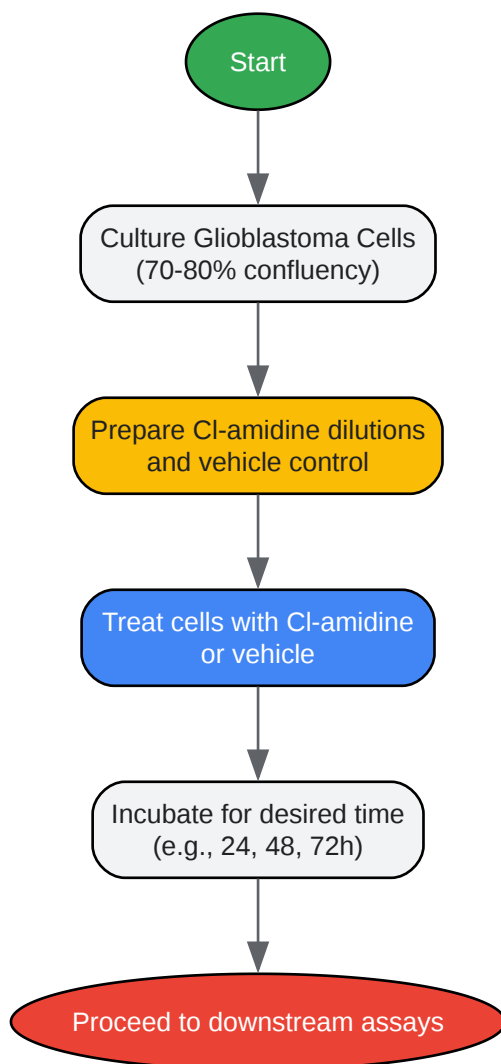 Start
Culture Glioblastoma Cells
(70-80% confluency)
Prepare Cl-amidine dilutions
and vehicle control
Treat cells with Cl-amidine
or vehicle
Incubate for desired time
(e.g., 24, 48, 72h)
Proceed to downstream assays